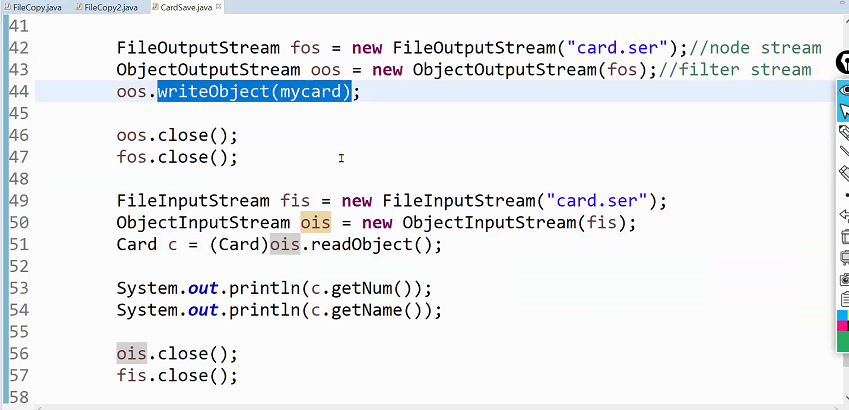 FileCopy.java FileCopy2.java CardSave.java
41
42 FileOutputStream fos = new FileOutputStream("card.ser");//node stream
43 ObjectOutputStream oos = new ObjectOutputStream(fos);//filter stream
44 oos.writeObject(mycard);
45
46 oos.close();
47 fos.close();
48
49 FileInputStream fis = new FileInputStream("card.ser");
50 ObjectInputStream ois = new ObjectInputStream(fis);
51 Card c = (Card)ois.readObject();
52
53 System.out.println(c.getNum());
54 System.out.println(c.getName());
55
56 ois.close();
57 fis.close();
58